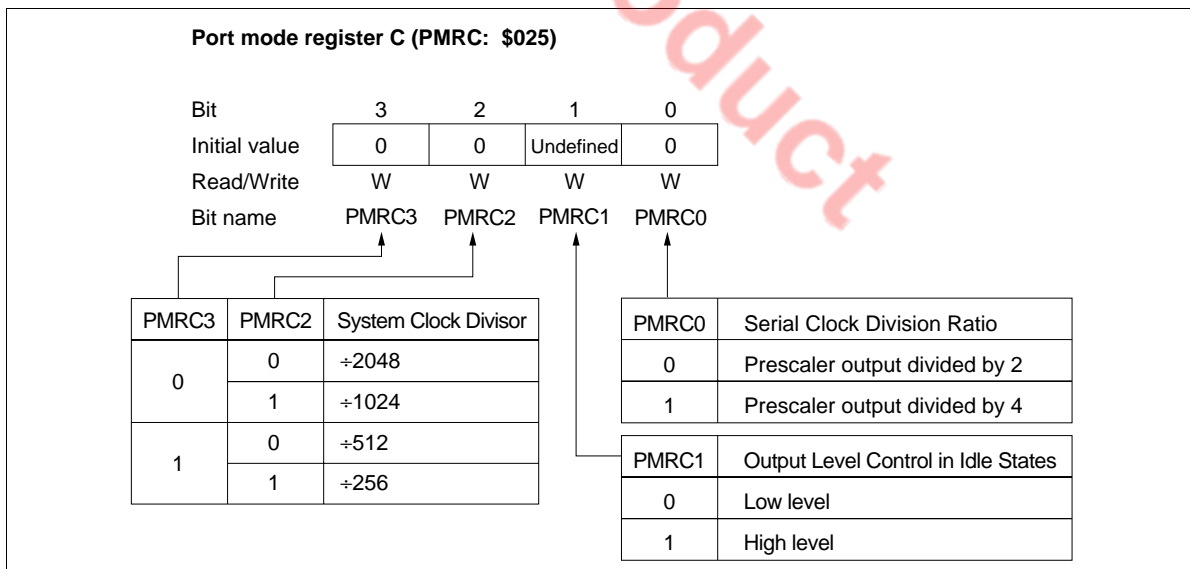 Port mode register C (PMRC: $025)
Bit 3 2 1 0
Initial value 0 0 Undefined 0
Read/Write W W W W
Bit name PMRC3 PMRC2 PMRC1 PMRC0
PMRC3 PMRC2 System Clock Divisor
0 0 ÷2048
1 ÷1024
1 0 ÷512
1 ÷256
PMRC0 Serial Clock Division Ratio
0 Prescaler output divided by 2
1 Prescaler output divided by 4
PMRC1 Output Level Control in Idle States
0 Low level
1 High level
oduct